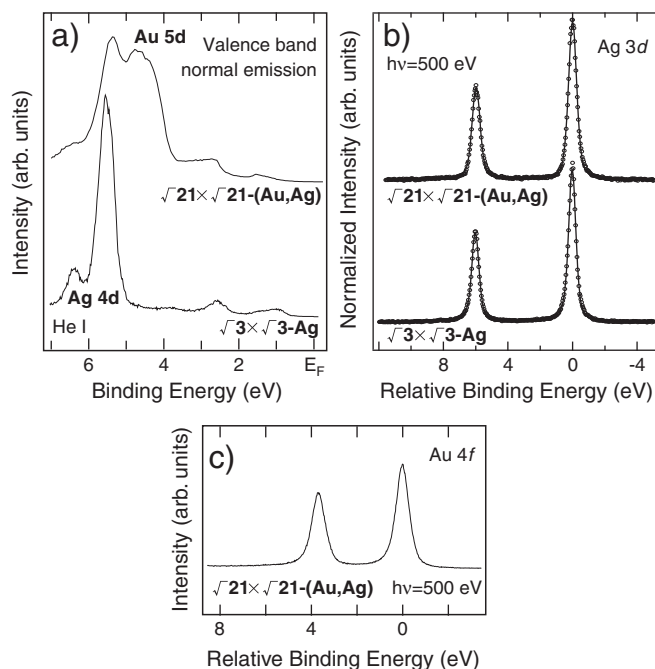 a)
Au 5d
Valence band
normal emission
√21×√21-(Au,Ag)
Ag 4d
He I
√3×√3-Ag
Intensity (arb. units)
6 4 2 E_F
Binding Energy (eV)
b)
Ag 3d
hν=500 eV
√21×√21-(Au,Ag)
√3×√3-Ag
Normalized Intensity (arb. units)
8 4 0 -4
Relative Binding Energy (eV)
c)
Au 4f
√21×√21-(Au,Ag) hν=500 eV
Intensity (arb. units)
8 4 0
Relative Binding Energy (eV)